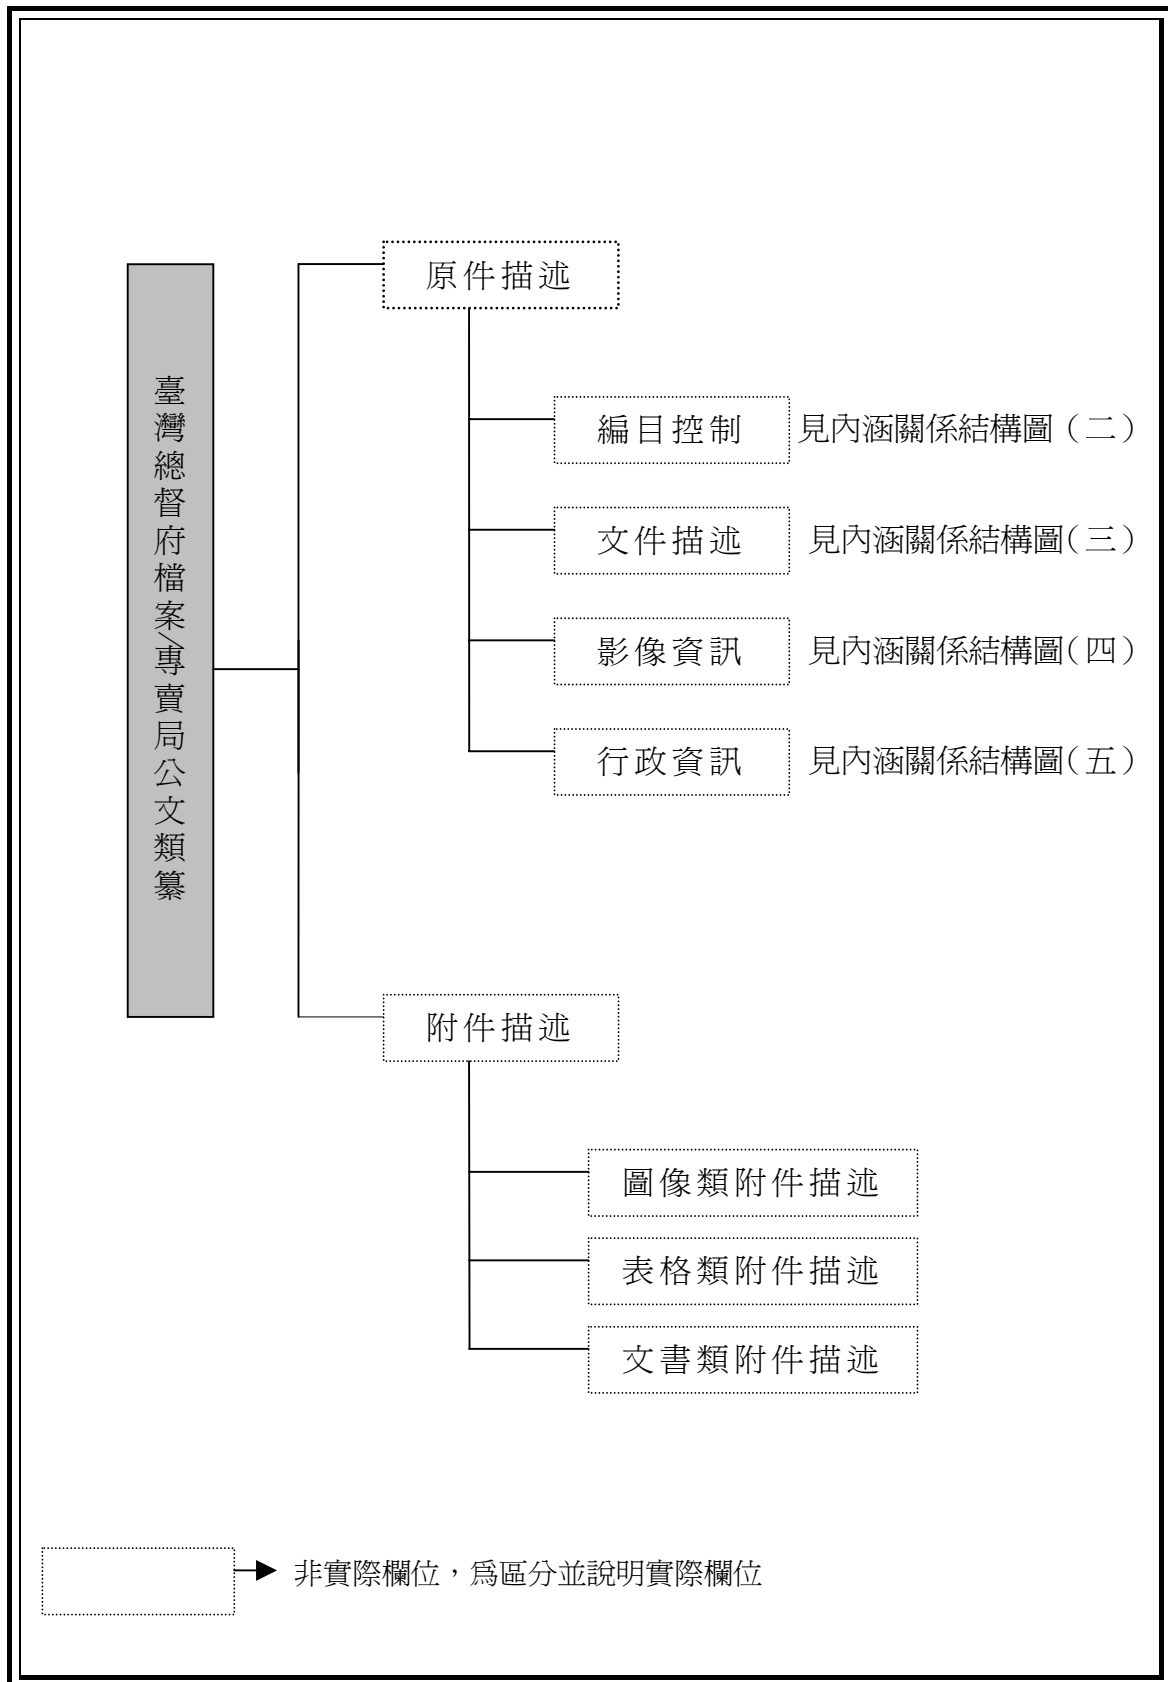 臺灣總督府檔案/專賣局公文類纂
原件描述
編目控制 見內涵關係結構圖（二）
文件描述 見內涵關係結構圖（三）
影像資訊 見內涵關係結構圖（四）
行政資訊 見內涵關係結構圖（五）
附件描述
圖像類附件描述
表格類附件描述
文書類附件描述
非實際欄位，為區分並說明實際欄位